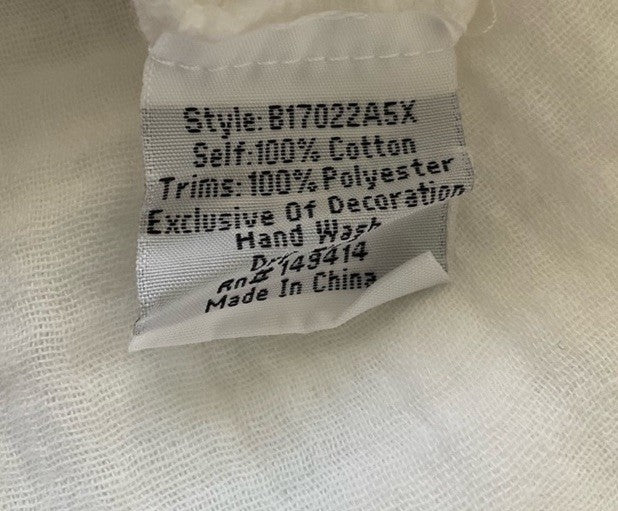 Style: B17022A5X
Self:100% Cotton
Trims: 100% Polyester
Exclusive Of Decoration
Hand Wash
Rn# 149414
Made In China